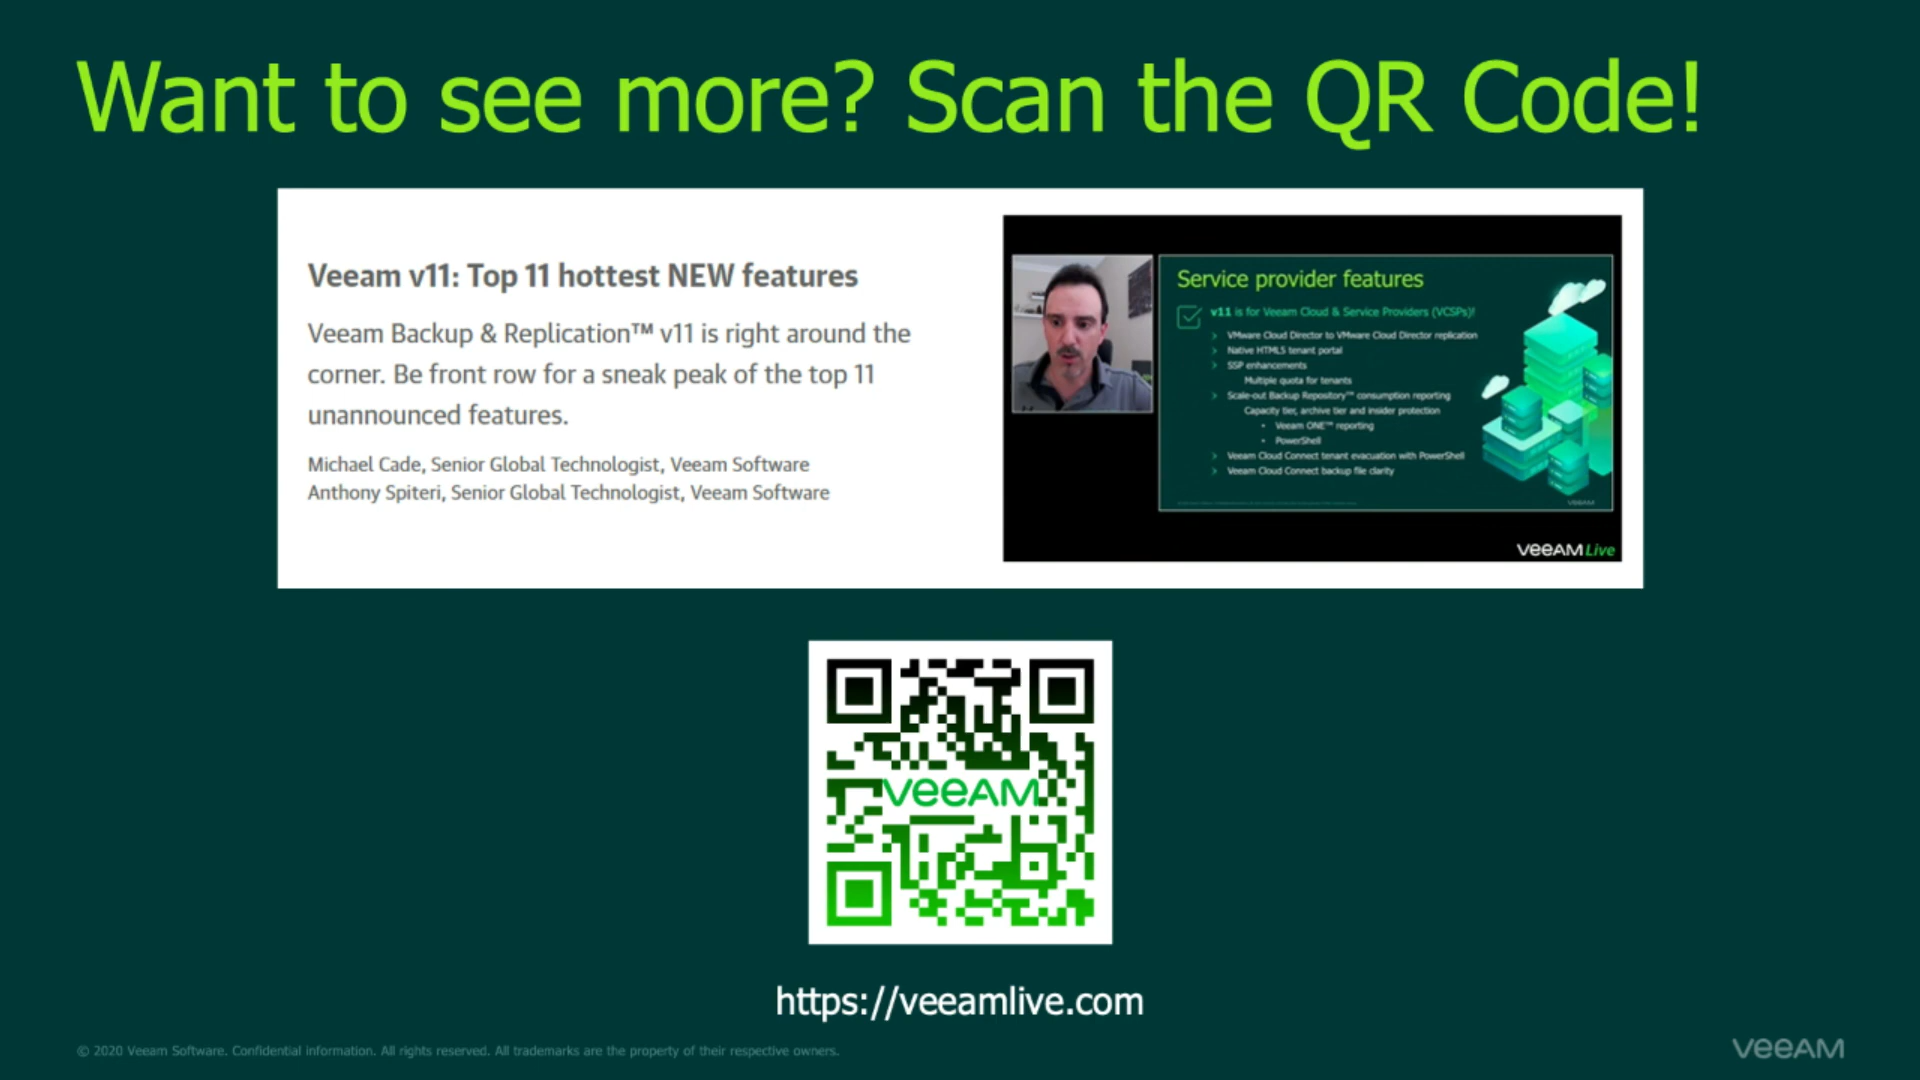 Want to see more? Scan the QR Code!
Veeam v11: Top 11 hottest NEW features
Veeam Backup & Replication™ v11 is right around the
corner. Be front row for a sneak peak of the top 11
unannounced features.
Michael Cade, Senior Global Technologist, Veeam Software
Anthony Spiteri, Senior Global Technologist, Veeam Software
Service provider features
v11 is for Veeam Cloud & Service Providers (VCSPs)!
VMware Cloud Director to VMware Cloud Director replication
Native HTML5 tenant portal
SSP enhancements
Multiple quota for tenants
Scale-out Backup Repository™ consumption reporting
Capacity tier, archive tier and insider protection
• Veeam ONE™ reporting
• PowerShell
Veeam Cloud Connect tenant evacuation with PowerShell
Veeam Cloud Connect backup file clarity
VEEAM
VEEAM Live
VEEAM
https://veeamlive.com
© 2020 Veeam Software. Confidential information. All rights reserved. All trademarks are the property of their respective owners.
VEEAM